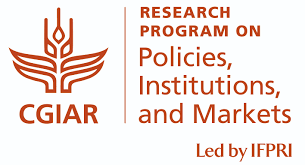 CGIAR
RESEARCH
PROGRAM ON
Policies,
Institutions,
and Markets
Led by IFPRI